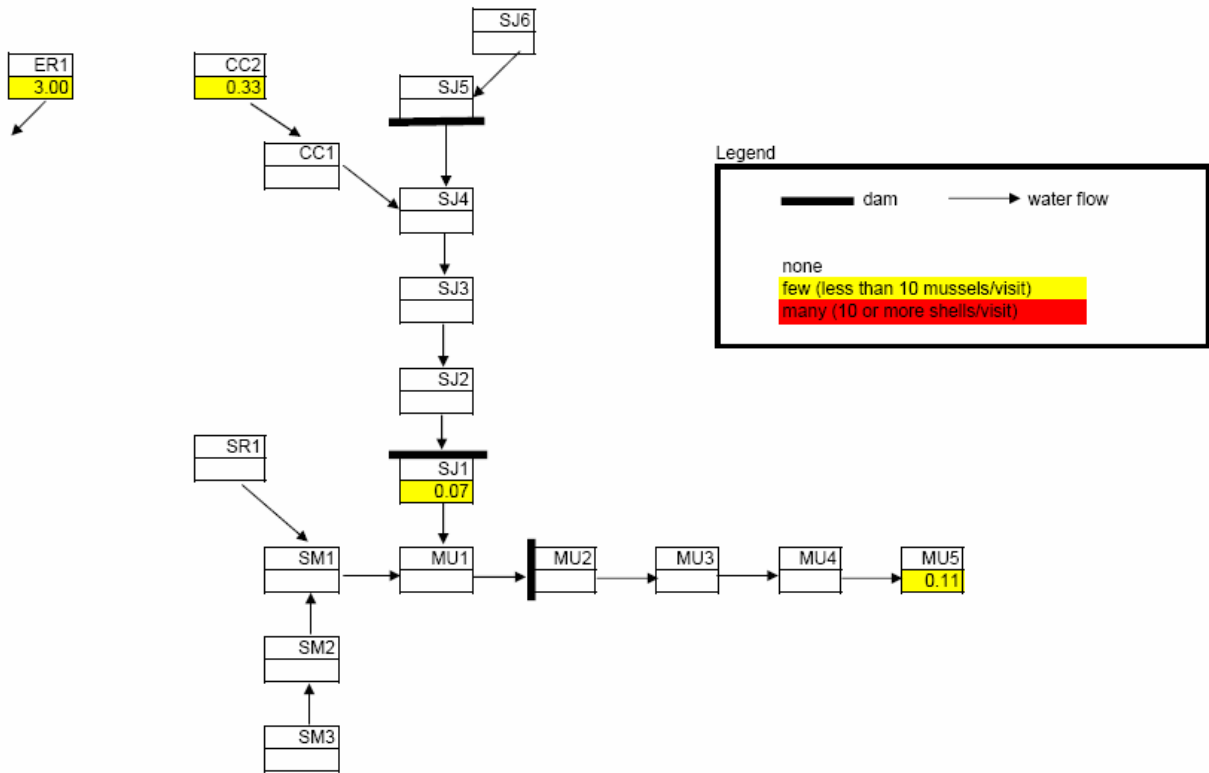 SJ6
ER1
3.00
CC2
0.33
SJ5
CC1
SJ4
SJ3
SJ2
SR1
SJ1
0.07
SM1
MU1
MU2
MU3
MU4
MU5
0.11
SM2
SM3
Legend
dam
water flow
none
few (less than 10 mussels/visit)
many (10 or more shells/visit)